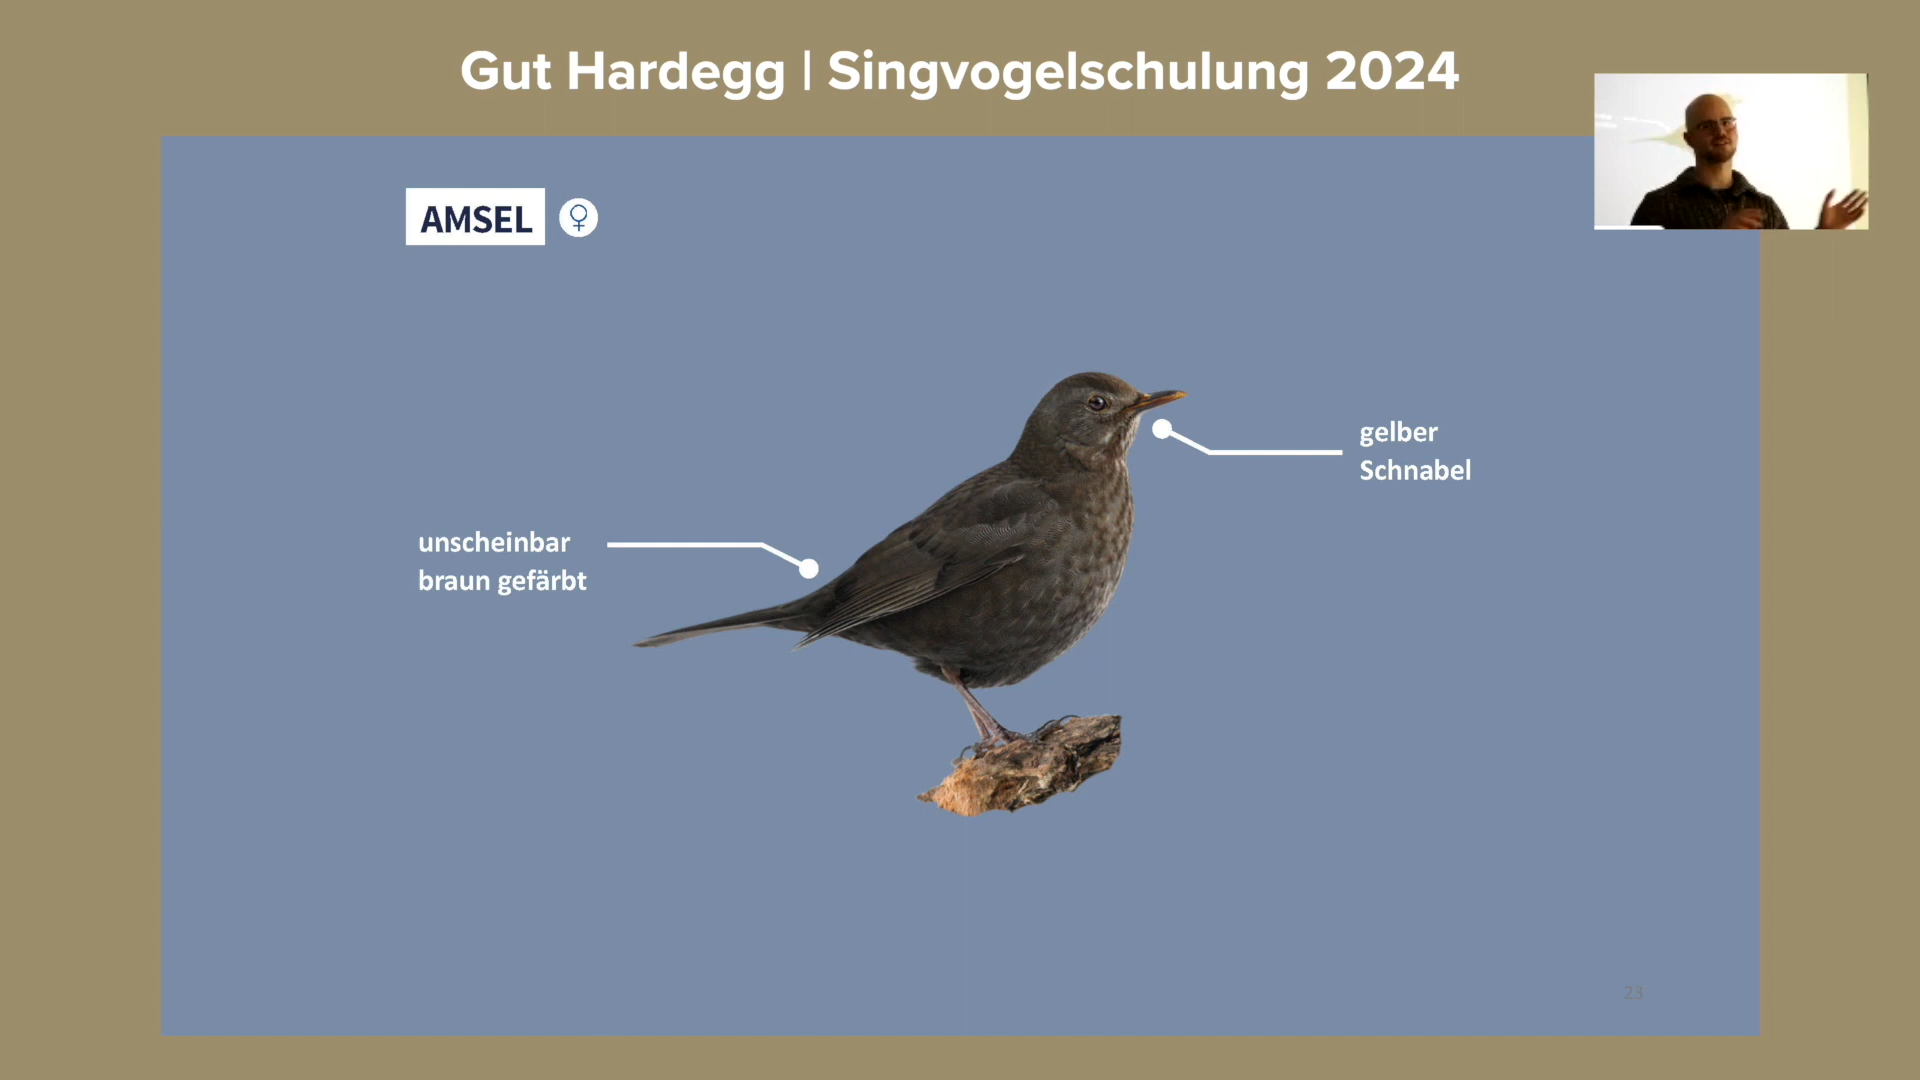 Gut Hardegg | Singvogelschulung 2024
AMSEL
gelber
Schnabel
unscheinbar
braun gefärbt
23